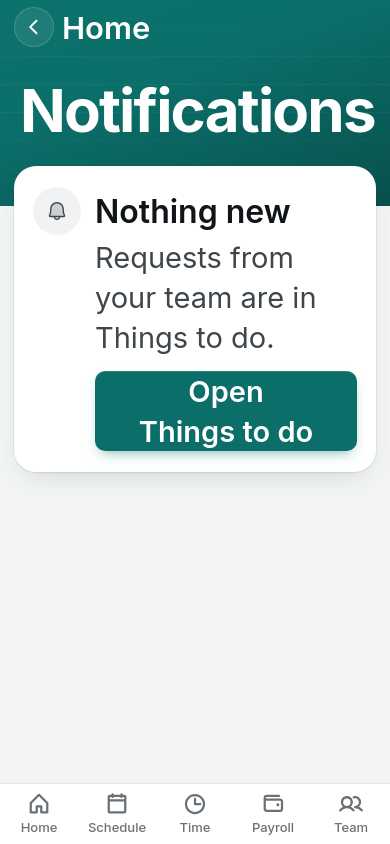 Home
Notifications
Nothing new
Requests from
your team are in
Things to do.
Open
Things to do
Home
Schedule
Time
Payroll
Team